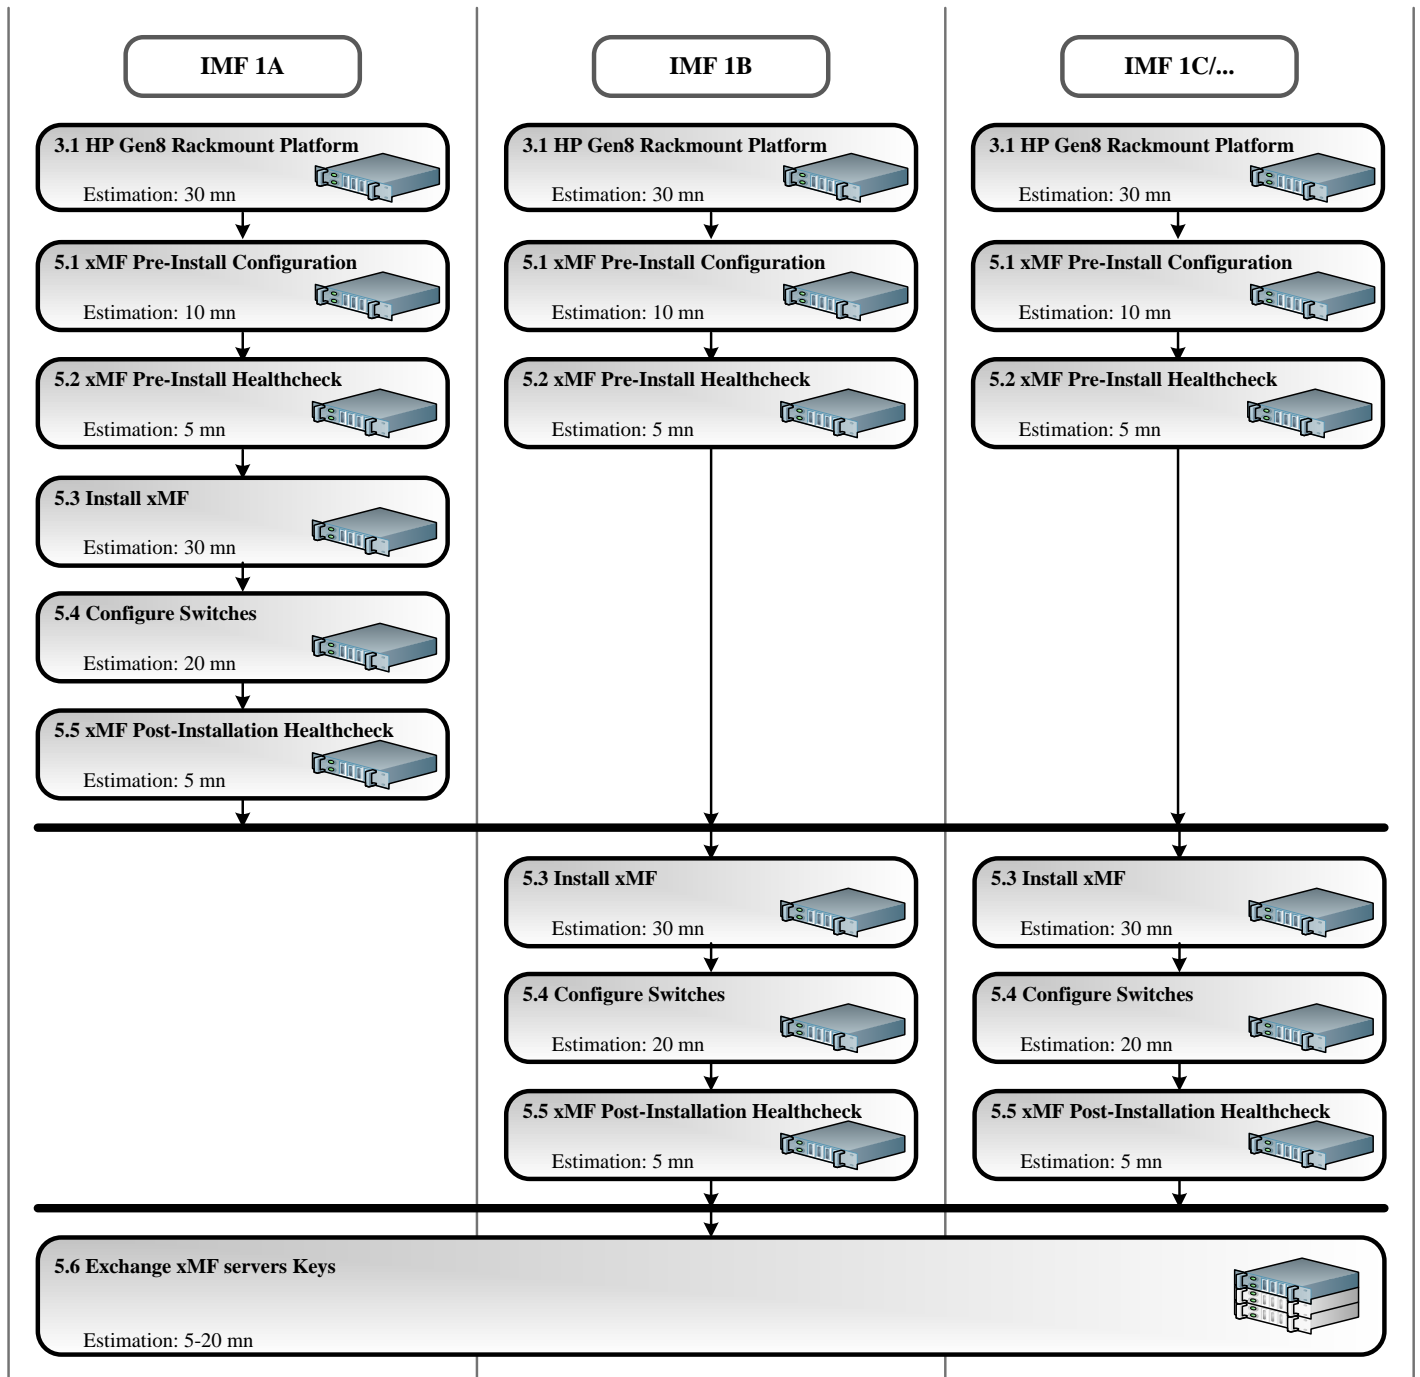 IMF 1A
IMF 1B
IMF 1C/...
3.1 HP Gen8 Rackmount Platform
Estimation: 30 mn
3.1 HP Gen8 Rackmount Platform
Estimation: 30 mn
3.1 HP Gen8 Rackmount Platform
Estimation: 30 mn
5.1 xMF Pre-Install Configuration
Estimation: 10 mn
5.1 xMF Pre-Install Configuration
Estimation: 10 mn
5.1 xMF Pre-Install Configuration
Estimation: 10 mn
5.2 xMF Pre-Install Healthcheck
Estimation: 5 mn
5.2 xMF Pre-Install Healthcheck
Estimation: 5 mn
5.2 xMF Pre-Install Healthcheck
Estimation: 5 mn
5.3 Install xMF
Estimation: 30 mn
5.4 Configure Switches
Estimation: 20 mn
5.5 xMF Post-Installation Healthcheck
Estimation: 5 mn
5.3 Install xMF
Estimation: 30 mn
5.3 Install xMF
Estimation: 30 mn
5.4 Configure Switches
Estimation: 20 mn
5.4 Configure Switches
Estimation: 20 mn
5.5 xMF Post-Installation Healthcheck
Estimation: 5 mn
5.5 xMF Post-Installation Healthcheck
Estimation: 5 mn
5.6 Exchange xMF servers Keys
Estimation: 5-20 mn